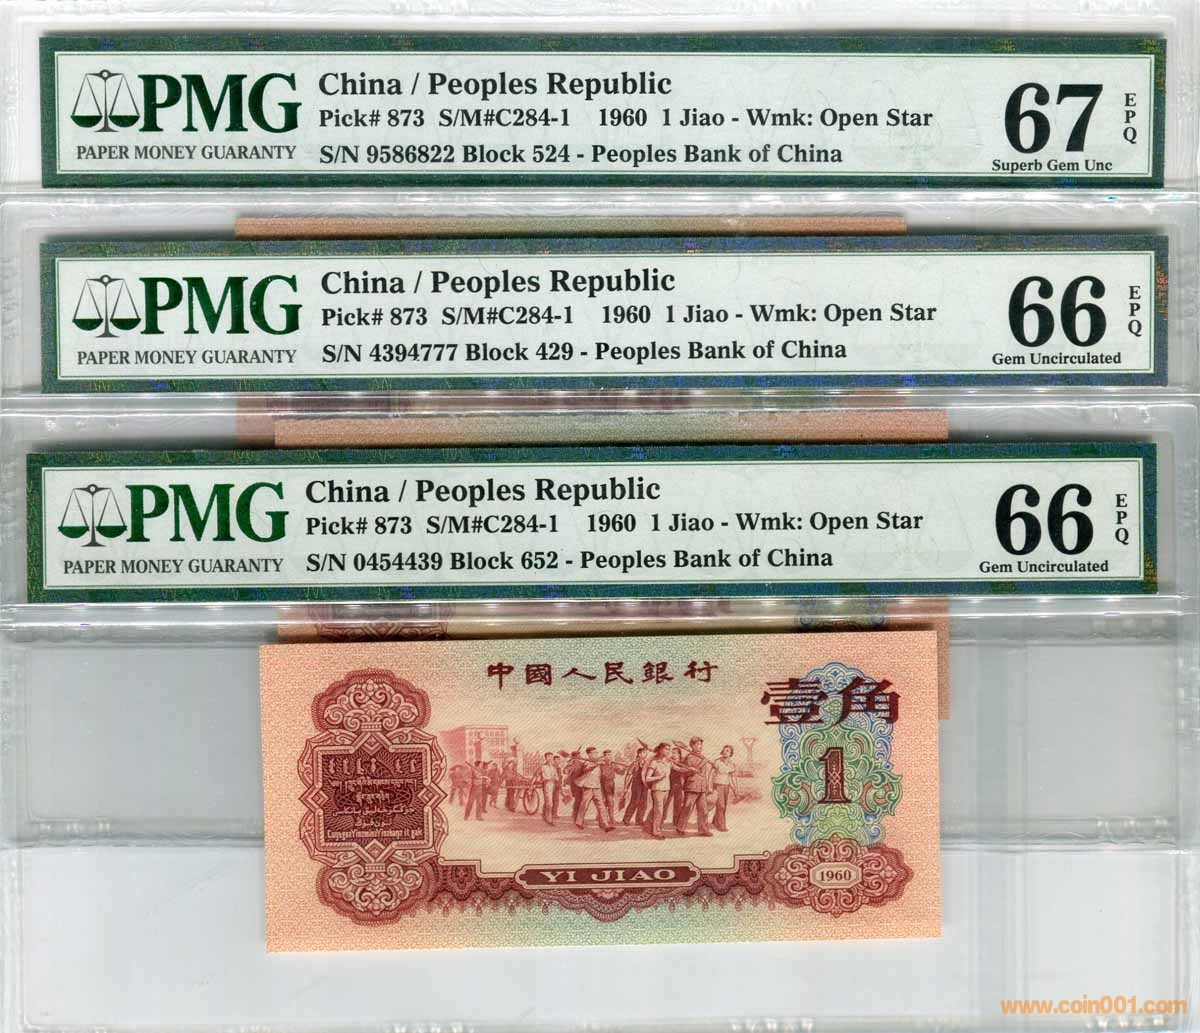 PMG
PAPER MONEY GUARANTY
China / Peoples Republic
Pick# 873 S/M#C284-1 1960 1 Jiao - Wmk: Open Star
S/N 9586822 Block 524 - Peoples Bank of China
67
EPQ
Superb Gem Unc
PMG
PAPER MONEY GUARANTY
China / Peoples Republic
Pick# 873 S/M#C284-1 1960 1 Jiao - Wmk: Open Star
S/N 4394777 Block 429 - Peoples Bank of China
66
EPQ
Gem Uncirculated
PMG
PAPER MONEY GUARANTY
China / Peoples Republic
Pick# 873 S/M#C284-1 1960 1 Jiao - Wmk: Open Star
S/N 0454439 Block 652 - Peoples Bank of China
66
EPQ
Gem Uncirculated
中國人民銀行
壹角
1
YI JIAO
1960
www.coin001.com